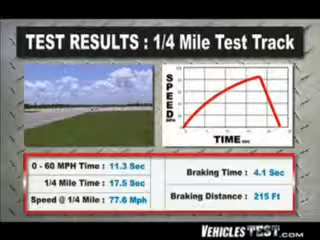 TEST RESULTS : 1/4 Mile Test Track
SPEED
TIME
0 - 60 MPH Time : 11.3 Sec
1/4 Mile Time : 17.5 Sec
Speed @ 1/4 Mile : 77.6 Mph
Braking Time : 4.1 Sec
Braking Distance : 215 Ft
VEHICLESTEST.COM